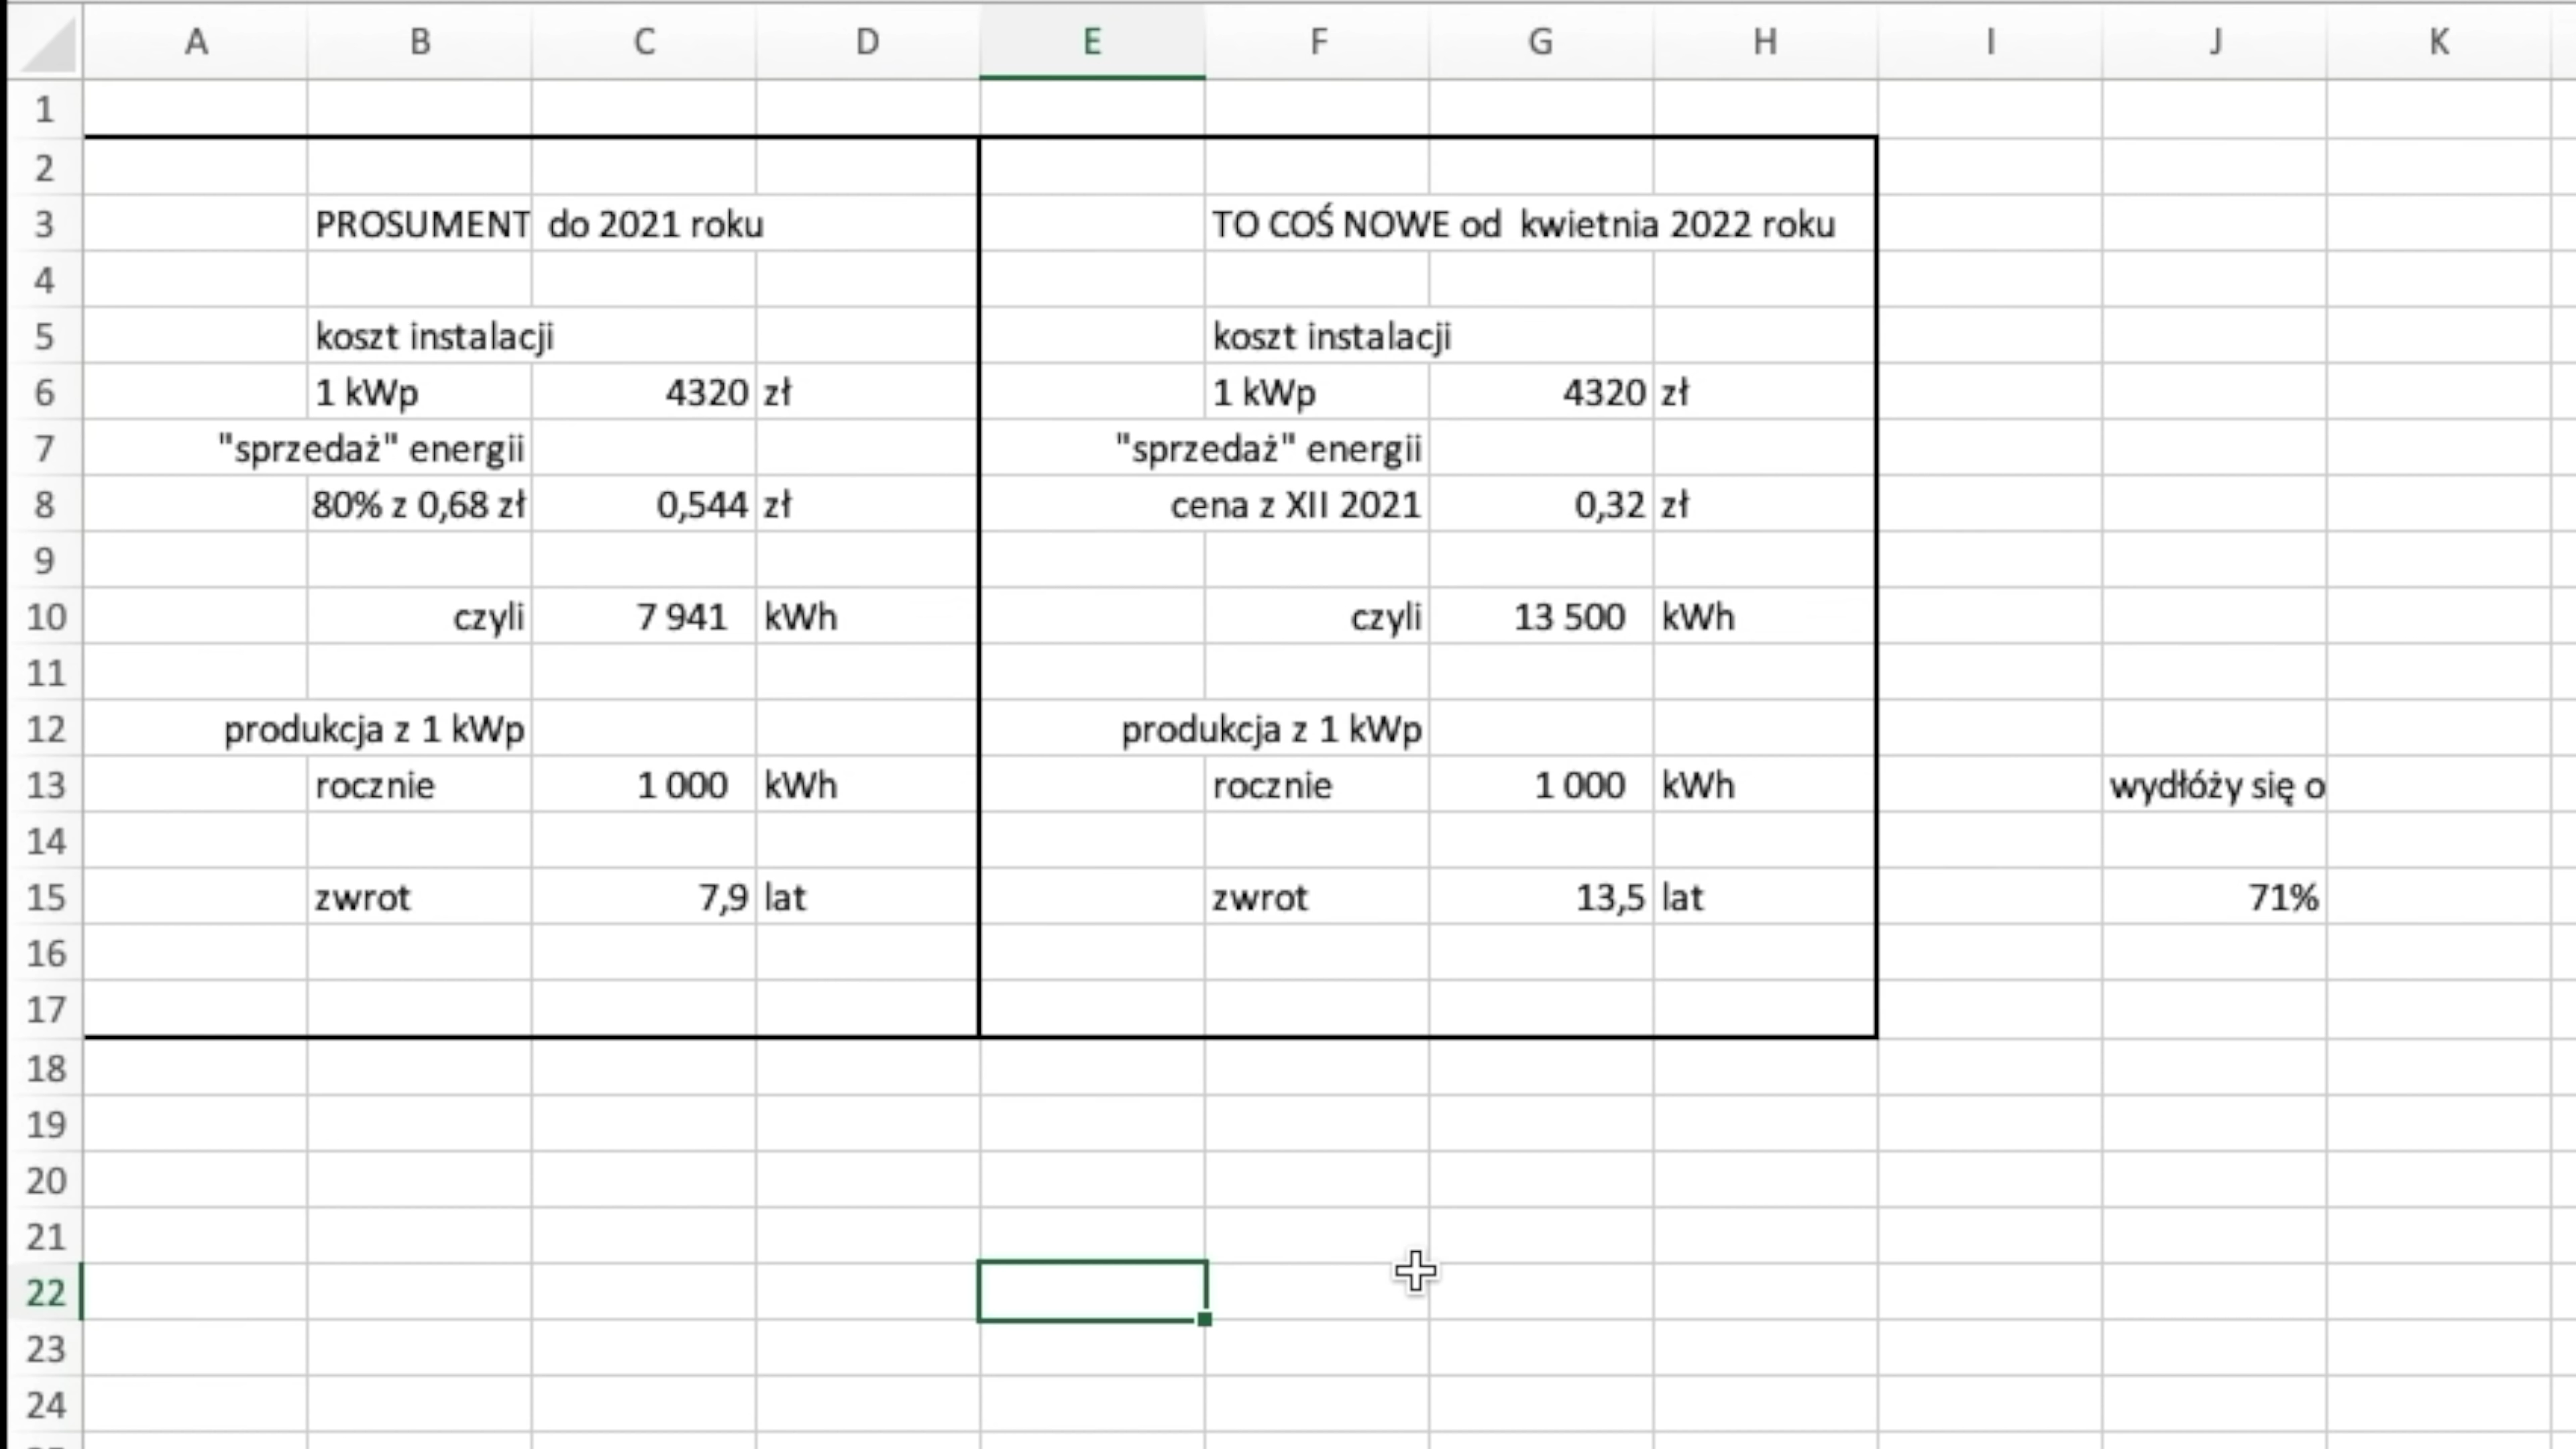 A B C D E F G H I J K
1
2
3 PROSUMENT do 2021 roku TO COŚ NOWE od kwietnia 2022 roku
4
5 koszt instalacji koszt instalacji
6 1 kWp 4320 zł 1 kWp 4320 zł
7 "sprzedaż" energii "sprzedaż" energii
8 80% z 0,68 zł 0,544 zł cena z XII 2021 0,32 zł
9
10 czyli 7 941 kWh czyli 13 500 kWh
11
12 produkcja z 1 kWp produkcja z 1 kWp
13 rocznie 1 000 kWh rocznie 1 000 kWh wydłóży się o
14
15 zwrot 7,9 lat zwrot 13,5 lat 71%
16
17
18
19
20
21
22
23
24